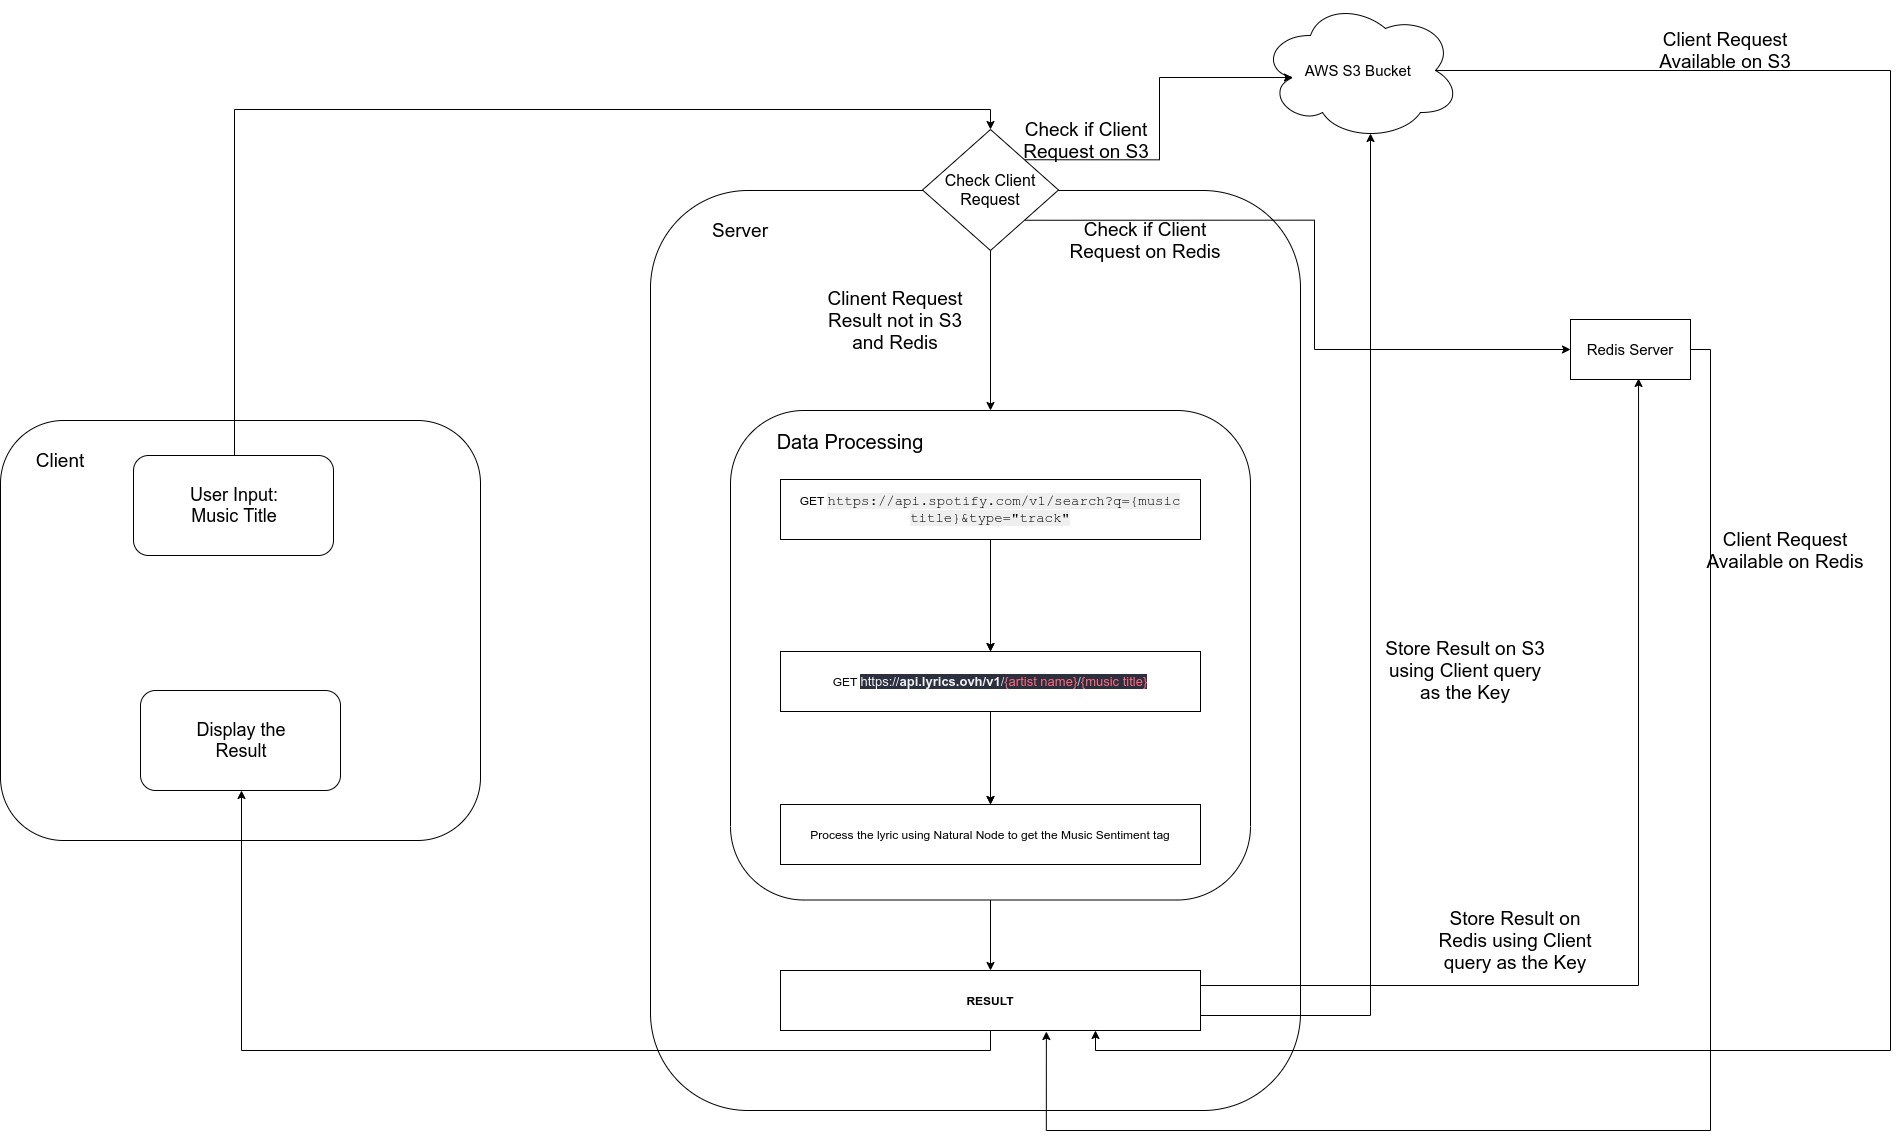 Client Request
Available on S3
AWS S3 Bucket
Check if Client
Request on S3
Check Client
Request
Server
Check if Client
Request on Redis
Clinent Request
Result not in S3
and Redis
Redis Server
Client
Data Processing
User Input:
Music Title
GET https://api.spotify.com/v1/search?q={music
title}&type="track"
Client Request
Available on Redis
Store Result on S3
using Client query
as the Key
GET https://api.lyrics.ovh/v1/{artist name}/{music title}
Display the
Result
Process the lyric using Natural Node to get the Music Sentiment tag
Store Result on
Redis using Client
query as the Key
RESULT